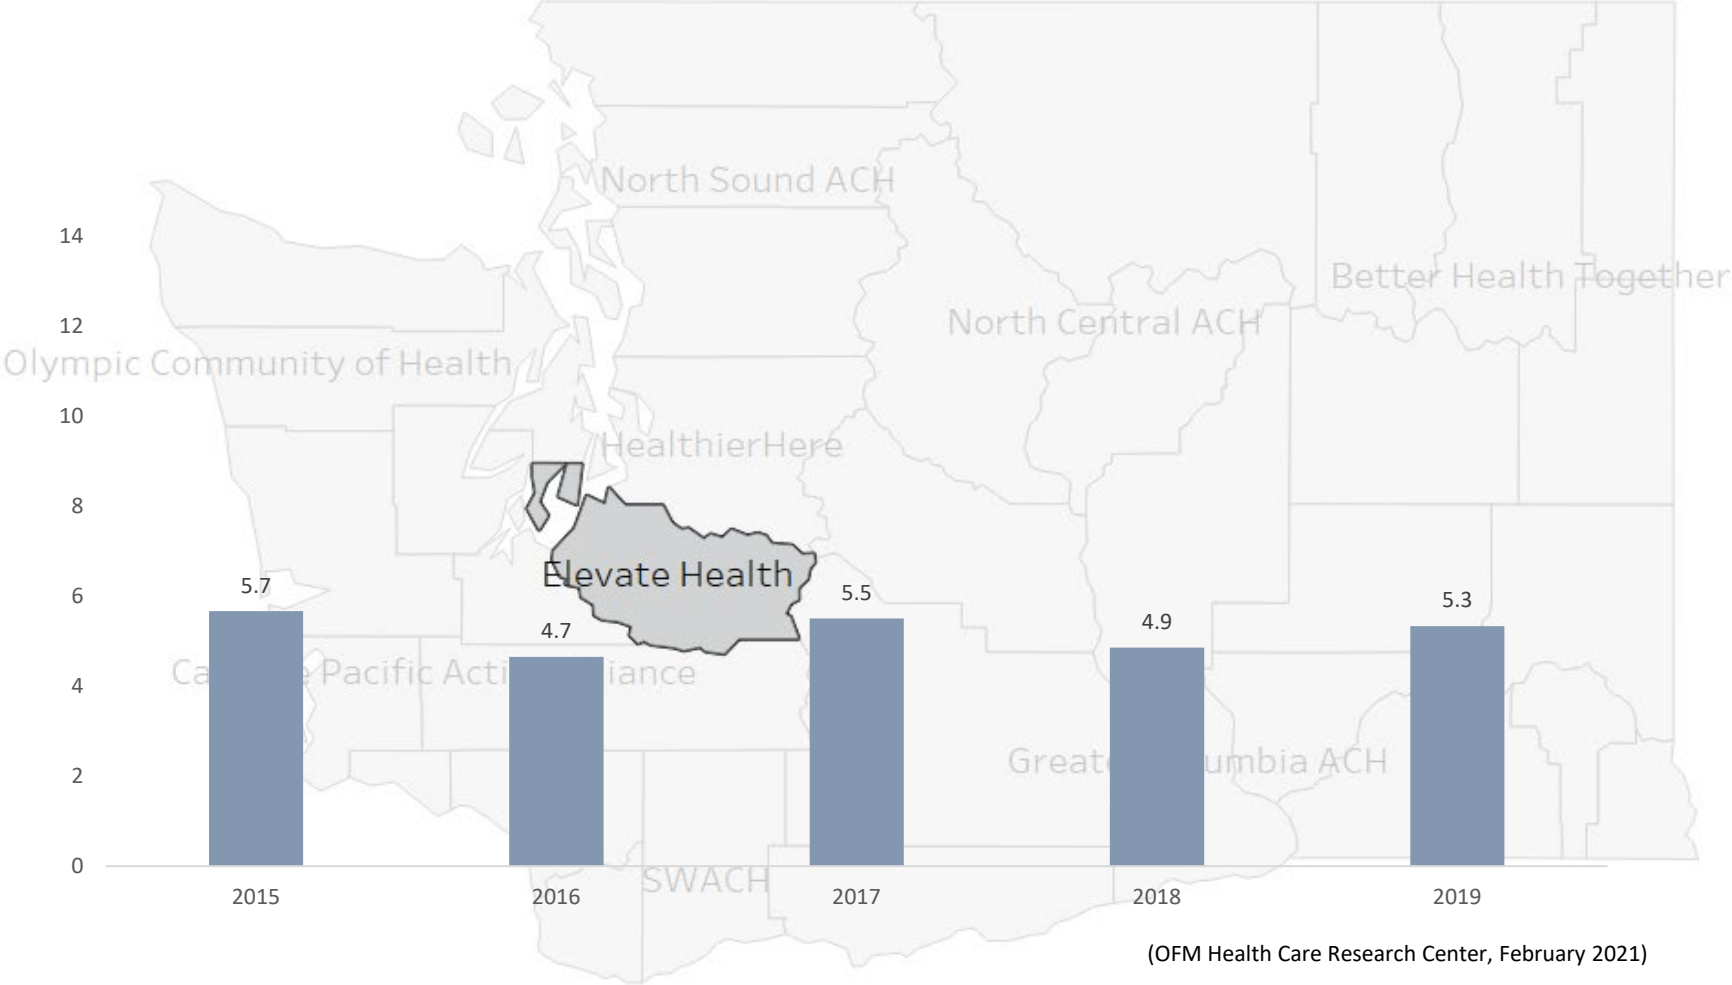 North Sound ACH
14
Better Health Together
12
North Central ACH
Olympic Community of Health
10
HealthierHere
8
Elevate Health
6
5.7
4.7
5.5
4.9
5.3
4
Pacific
2
ACH
0
SWACH
2015
2016
2017
2018
2019
(OFM Health Care Research Center, February 2021)